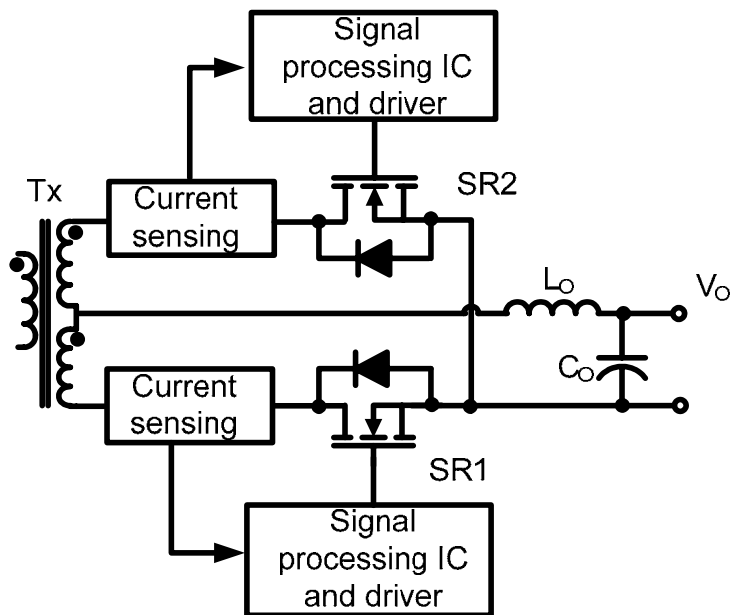 Signal
processing IC
and driver
Tx
Current
sensing
SR2
LO
VO
CO
Current
sensing
SR1
Signal
processing IC
and driver